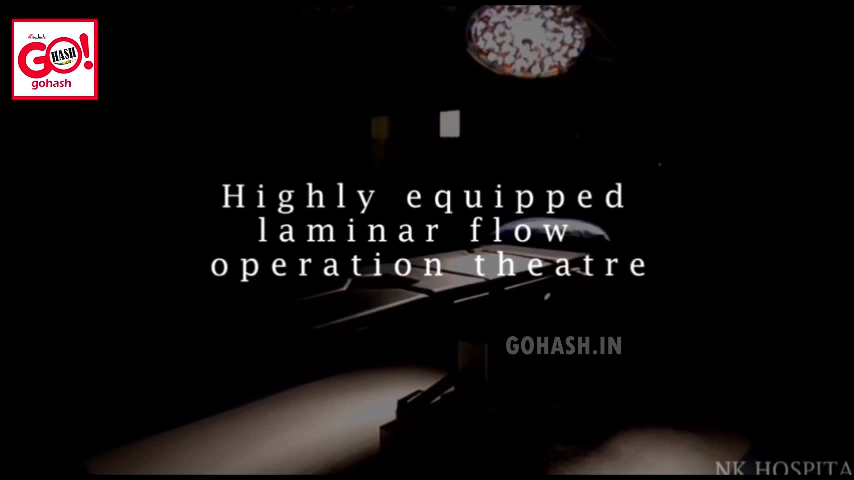 GO!
HASH
gohash
Highly equipped
laminar flow
operation theatre
GOHASH.IN
NK HOSPITA